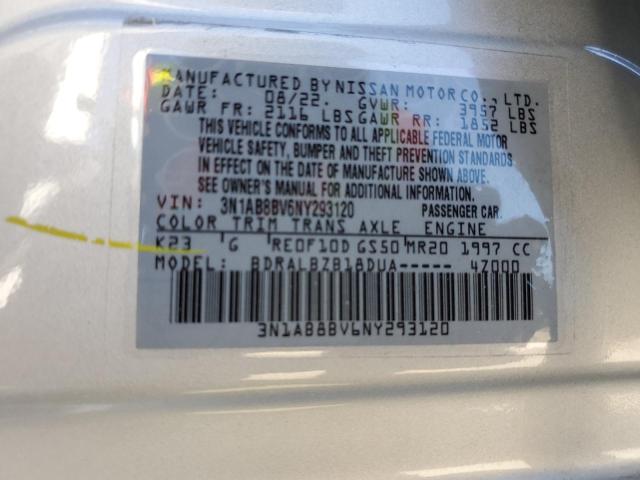 MANUFACTURED BY NISSAN MOTOR CO., LTD.
DATE: 08/22. GVWR: 3957 LBS
GAWR FR: 2116 LBS GAWR RR: 1852 LBS
THIS VEHICLE CONFORMS TO ALL APPLICABLE FEDERAL MOTOR
VEHICLE SAFETY, BUMPER AND THEFT PREVENTION STANDARDS
IN EFFECT ON THE DATE OF MANUFACTURE SHOWN ABOVE.
SEE OWNER'S MANUAL FOR ADDITIONAL INFORMATION.
VIN: 3N1AB8BV6NY293120 PASSENGER CAR.
COLOR TRIM TRANS AXLE ENGINE
K23 G RE0F10D GS50 MR20 1997 CC
MODEL: BDRALBZB18DUA----- 4Z000
3N1AB8BV6NY293120